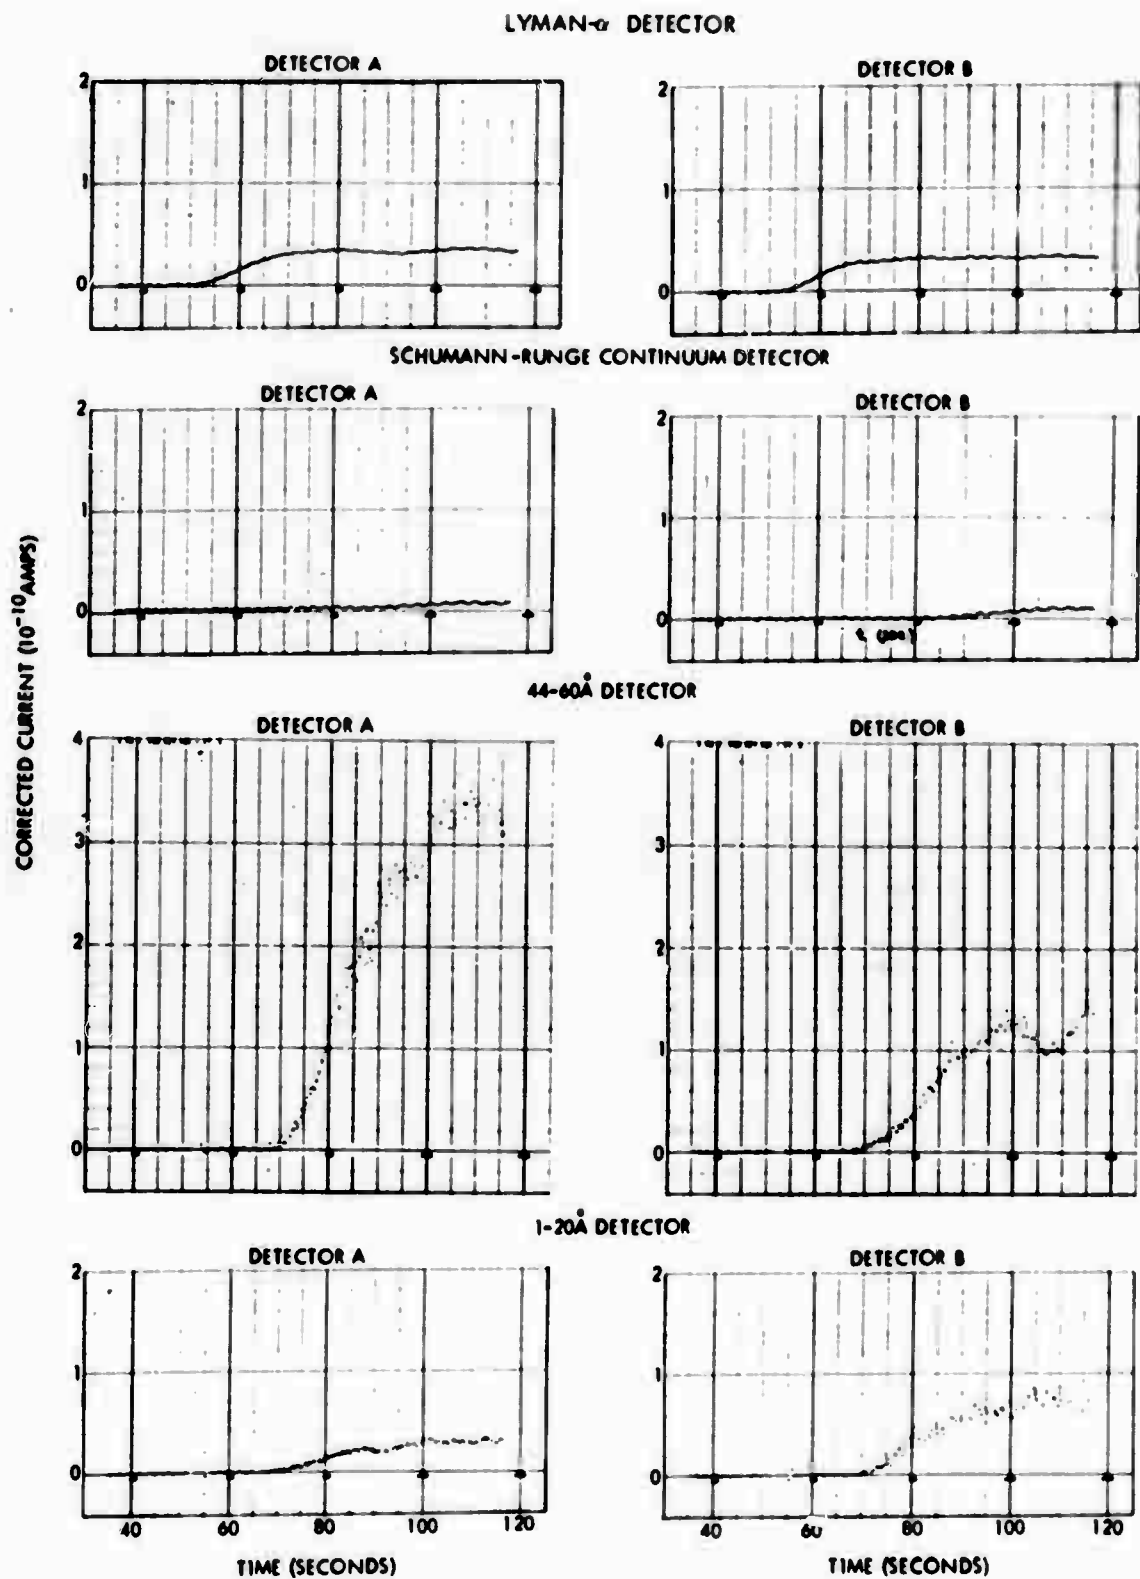 LYMAN-α DETECTOR
DETECTOR A
DETECTOR B
2
1
0
2
1
0
SCHUMANN-RUNGE CONTINUUM DETECTOR
DETECTOR A
DETECTOR B
2
1
0
2
1
0
44-60Å DETECTOR
DETECTOR A
DETECTOR B
4
3
2
1
0
4
3
2
1
0
CORRECTED CURRENT (10⁻¹⁰ AMPS)
1-20Å DETECTOR
DETECTOR A
DETECTOR B
2
1
0
2
1
0
40 60 80 100 120
40 60 80 100 120
TIME (SECONDS)
TIME (SECONDS)